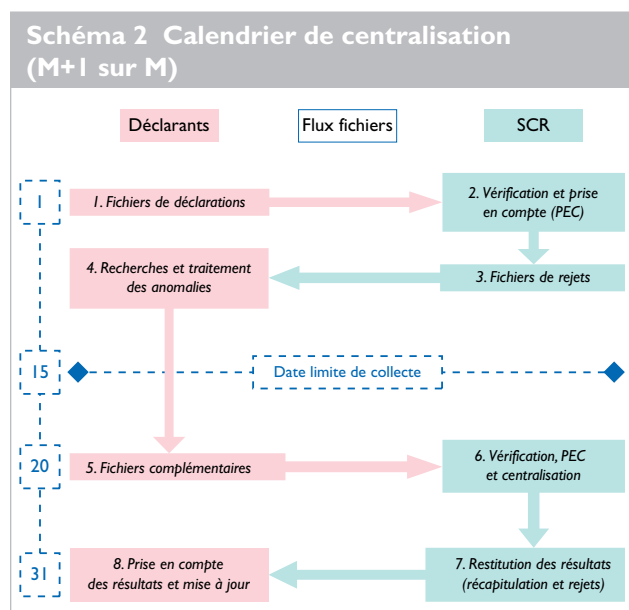 Schéma 2 Calendrier de centralisation
(M+1 sur M)
Déclarants
Flux fichiers
SCR
1
1. Fichiers de déclarations
2. Vérification et prise
en compte (PEC)
4. Recherches et traitement
des anomalies
3. Fichiers de rejets
15
Date limite de collecte
20
5. Fichiers complémentaires
6. Vérification, PEC
et centralisation
31
8. Prise en compte
des résultats et mise à jour
7. Restitution des résultats
(récapitulation et rejets)